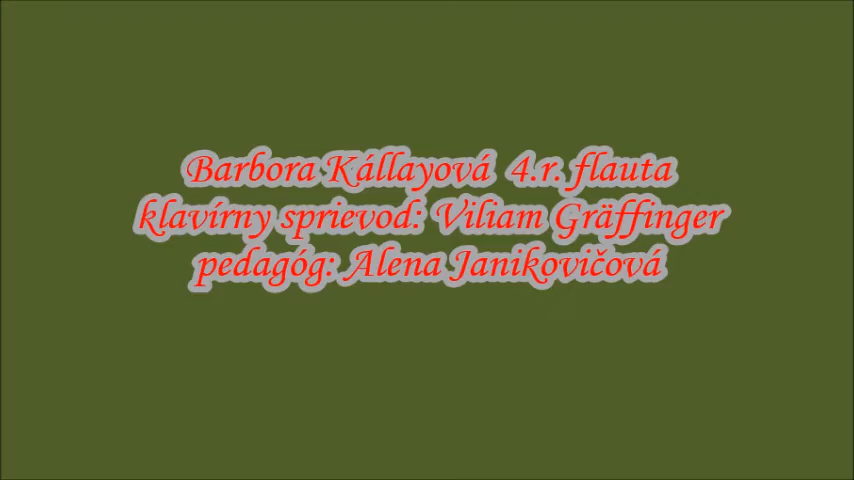 Barbora Kállayová  4.r. flauta
klavírny sprievod: Viliam Gräffinger
pedagóg: Alena Janikovičová